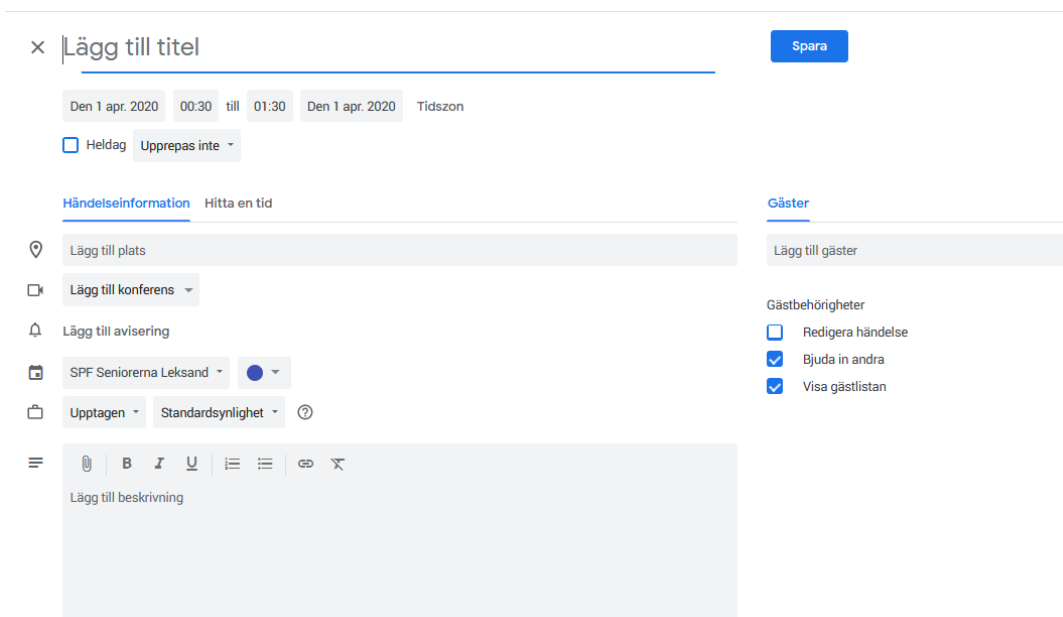 Lägg till titel
Spara
Den 1 apr. 2020 00:30 till 01:30 Den 1 apr. 2020 Tidszon
Heldag Upprepas inte
Händelseinformation Hitta en tid
Gäster
Lägg till plats
Lägg till gäster
Lägg till konferens
Gästbehörigheter
Lägg till avisering
Redigera händelse
Bjuda in andra
SPF Seniorerna Leksand
Visa gästlistan
Upptagen Standardsynlighet
B I U
Lägg till beskrivning